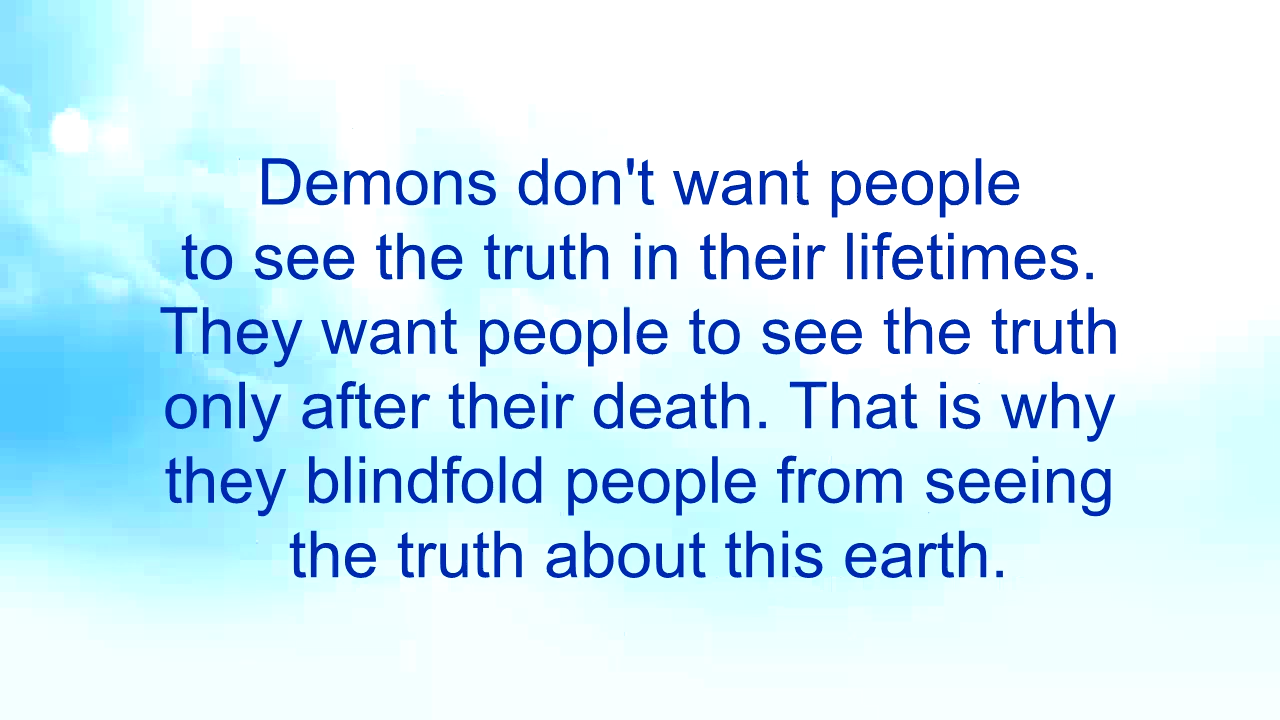 Demons don't want people
to see the truth in their lifetimes.
They want people to see the truth
only after their death. That is why
they blindfold people from seeing
the truth about this earth.